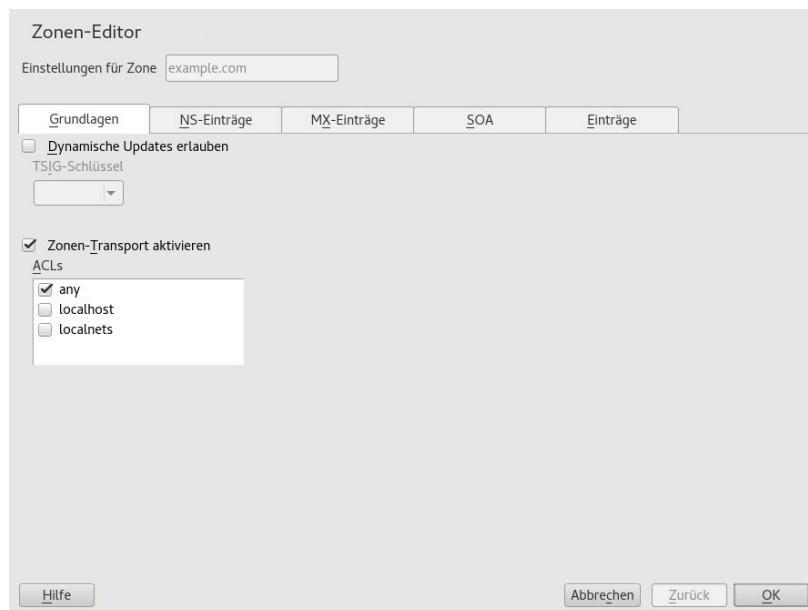 Zonen-Editor
Einstellungen für Zone example.com
Grundlagen NS-Einträge MX-Einträge SOA Einträge
Dynamische Updates erlauben
TSIG-Schlüssel
Zonen-Transport aktivieren
ACLs
any
localhost
localnets
Hilfe Abbrechen Zurück OK